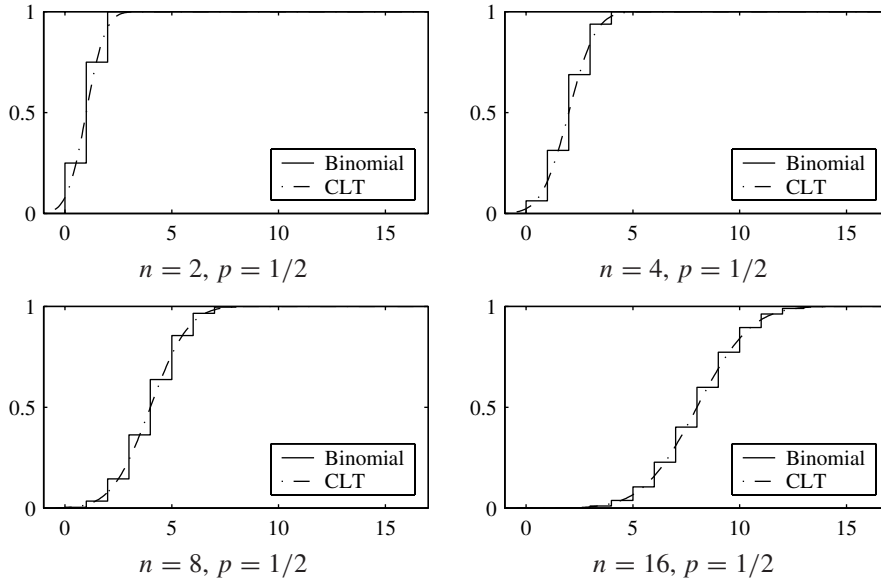 1
0.5
0
0 5 10 15
Binomial
CLT
n = 2, p = 1/2
1
0.5
0
0 5 10 15
Binomial
CLT
n = 4, p = 1/2
1
0.5
0
0 5 10 15
Binomial
CLT
n = 8, p = 1/2
1
0.5
0
0 5 10 15
Binomial
CLT
n = 16, p = 1/2